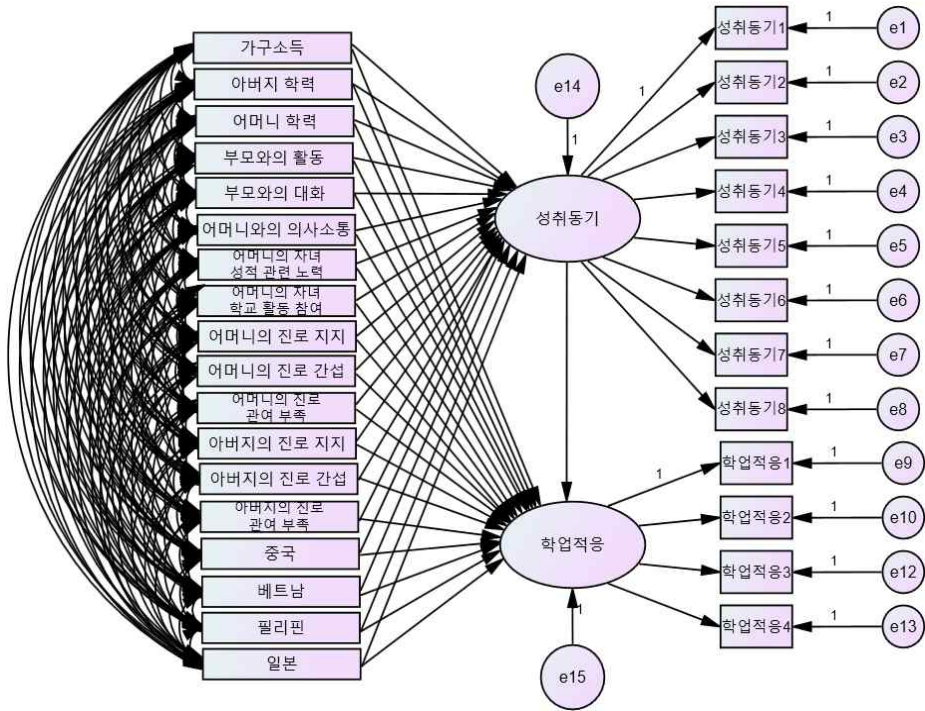 가구소득
아버지 학력
어머니 학력
부모와의 활동
부모와의 대화
어머니와의 의사소통
어머니의 자녀
성적 관련 노력
어머니의 자녀
학교 활동 참여
어머니의 진로 지지
어머니의 진로 간섭
어머니의 진로
관여 부족
아버지의 진로 지지
아버지의 진로 간섭
아버지의 진로
관여 부족
중국
베트남
필리핀
일본
e14
1
성취동기
학업적응
1
e15
1
성취동기1
1
e1
성취동기2
1
e2
성취동기3
1
e3
성취동기4
1
e4
성취동기5
1
e5
성취동기6
1
e6
성취동기7
1
e7
성취동기8
1
e8
1
학업적응1
1
e9
학업적응2
1
e10
학업적응3
1
e12
학업적응4
1
e13